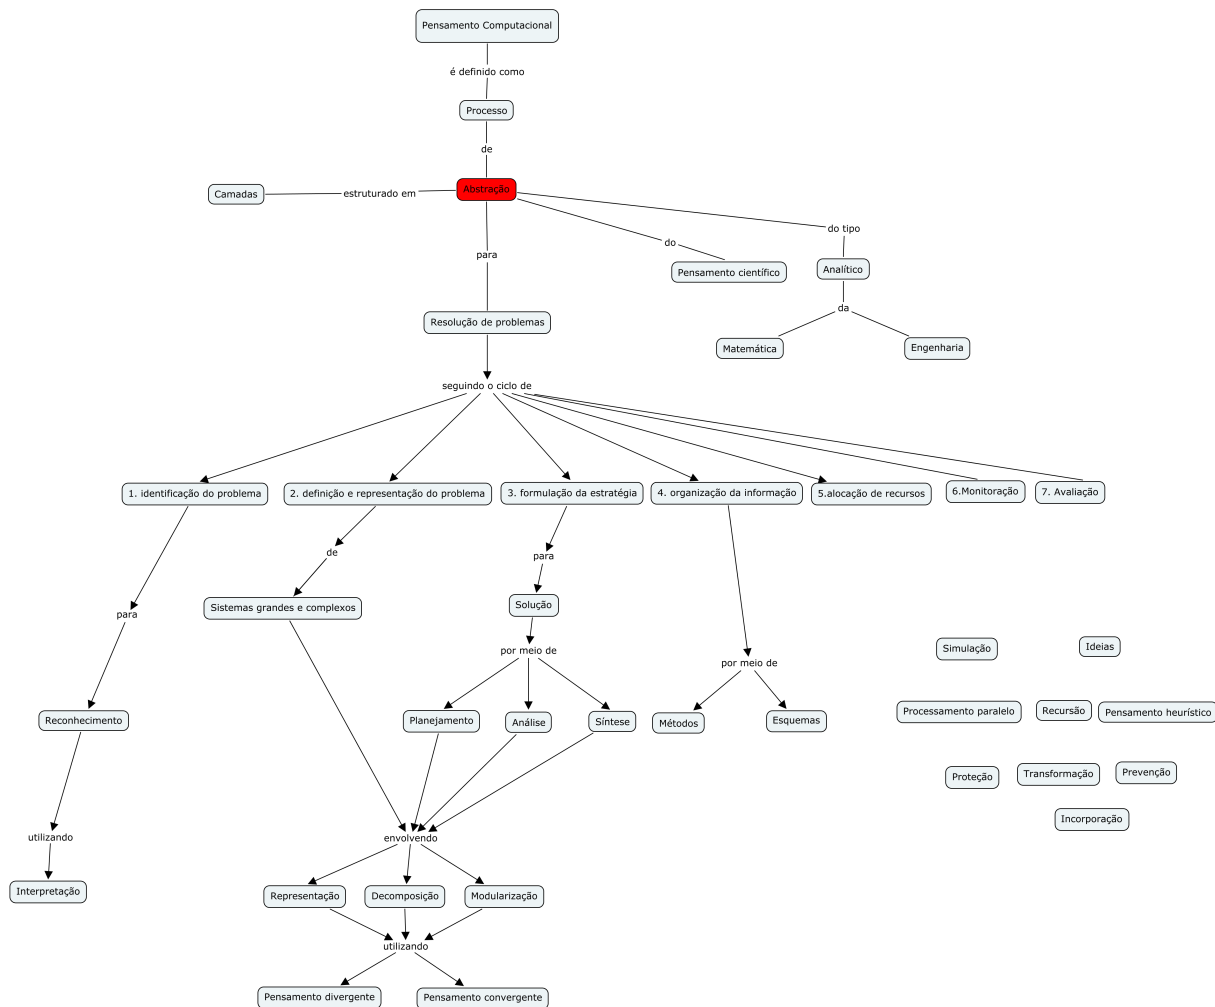 Pensamento Computacional
é definido como
Processo
de
Camadas
estruturado em
Abstração
do tipo
do
para
Pensamento científico
Analítico
da
Resolução de problemas
Matemática
Engenharia
seguindo o ciclo de
1. identificação do problema
2. definição e representação do problema
3. formulação da estratégia
4. organização da informação
5.alocação de recursos
6.Monitoração
7. Avaliação
de
para
Sistemas grandes e complexos
Solução
para
por meio de
por meio de
Simulação
Ideias
Reconhecimento
Planejamento
Análise
Síntese
Métodos
Esquemas
Processamento paralelo
Recursão
Pensamento heurístico
Proteção
Transformação
Prevenção
Incorporação
utilizando
envolvendo
Interpretação
Representação
Decomposição
Modularização
utilizando
Pensamento divergente
Pensamento convergente